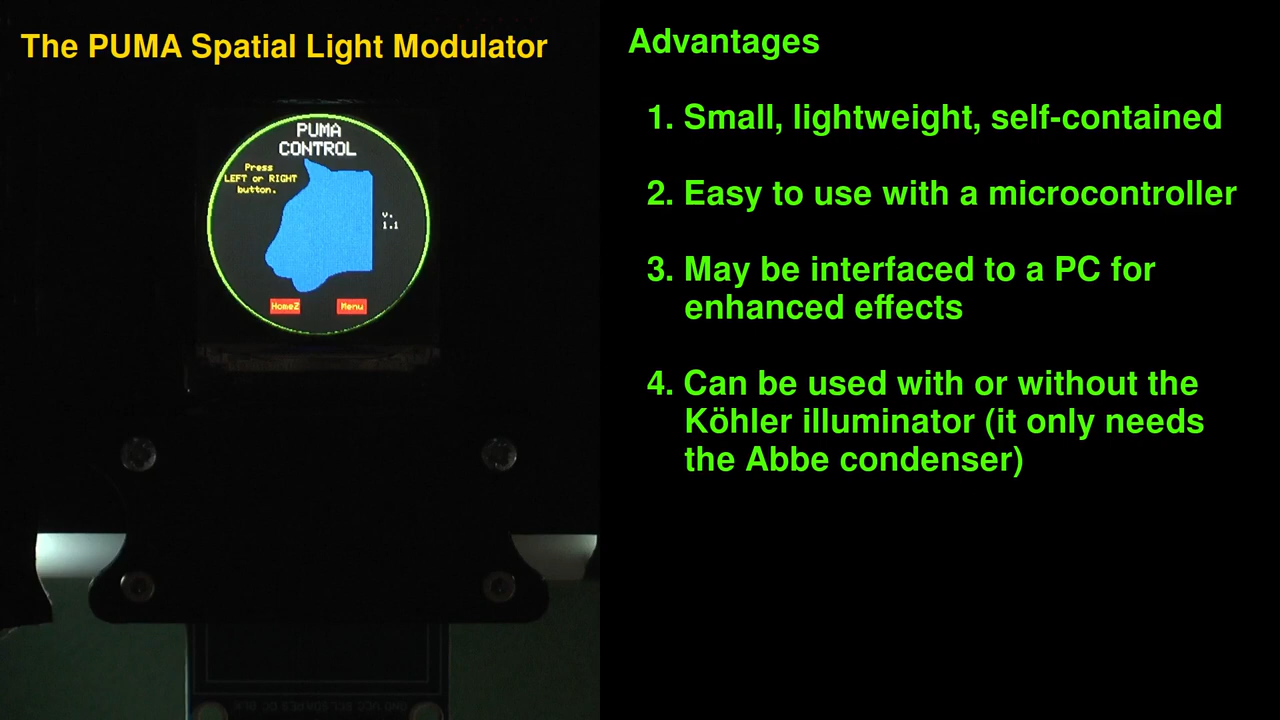 The PUMA Spatial Light Modulator
PUMA
CONTROL
Press
LEFT or RIGHT
button.
v.
1.1
HomeZ
Menu
Advantages
1. Small, lightweight, self-contained
2. Easy to use with a microcontroller
3. May be interfaced to a PC for
enhanced effects
4. Can be used with or without the
Köhler illuminator (it only needs
the Abbe condenser)